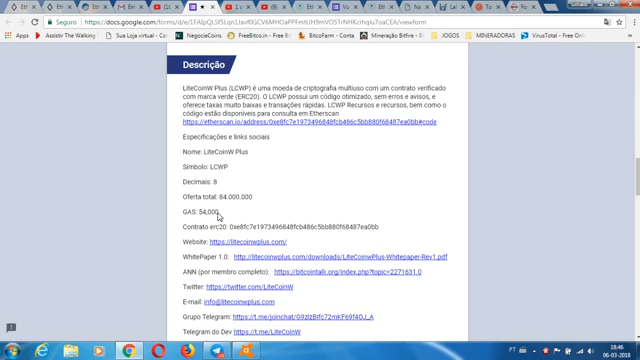 Seguro
https://docs.google.com/forms/d/e/1FAIpQLSf5Lqn1Javf0GCV6MHOaPPFmtUH9mVO5TrNHKcrhqIu7oaCEA/viewform
Apps
Assistir The Walking
Sua Loja virtual - C
NegocieCoins
FreeBitco.in
BitcoFarm
Mineração BitFire
JOGOS
MINERADORAS
VirusTotal - Free On
Descrição
LiteCoinW Plus (LCWP) é uma moeda de criptografia multiuso com um contrato verificado
com marca verde (ERC20). O LCWP possui um código otimizado, sem erros e avisos, e
oferece taxas muito baixas e transações rápidas. LCWP Recursos e recursos, bem como o
código estão disponíveis para consulta em Etherscan
https://etherscan.io/address/0xe8fc7e1973496848fcb486c5bb880f68487ea0bb#code
Especificações e links sociais
Nome: LiteCoinW Plus
Símbolo: LCWP
Decimais: 8
Oferta total: 84.000.000
GAS: 54,000
Contrato erc20: 0xe8fc7e1973496848fcb486c5bb880f68487ea0bb
Website: https://litecoinwplus.com/
WhitePaper 1.0: http://litecoinwplus.com/downloads/LiteCoinwPlus-Whitepaper-Rev1.pdf
ANN (por membro completo): https://bitcointalk.org/index.php?topic=2271631.0
Twitter: https://twitter.com/LiteCoinW
E-mail: info@litecoinwplus.com
Grupo Telegram: https://t.me/joinchat/G9zlzBIfc72mKF69f4OJ_A
Telegram do Dev https://t.me/LiteCoinW
PT
18:46
06-03-2018